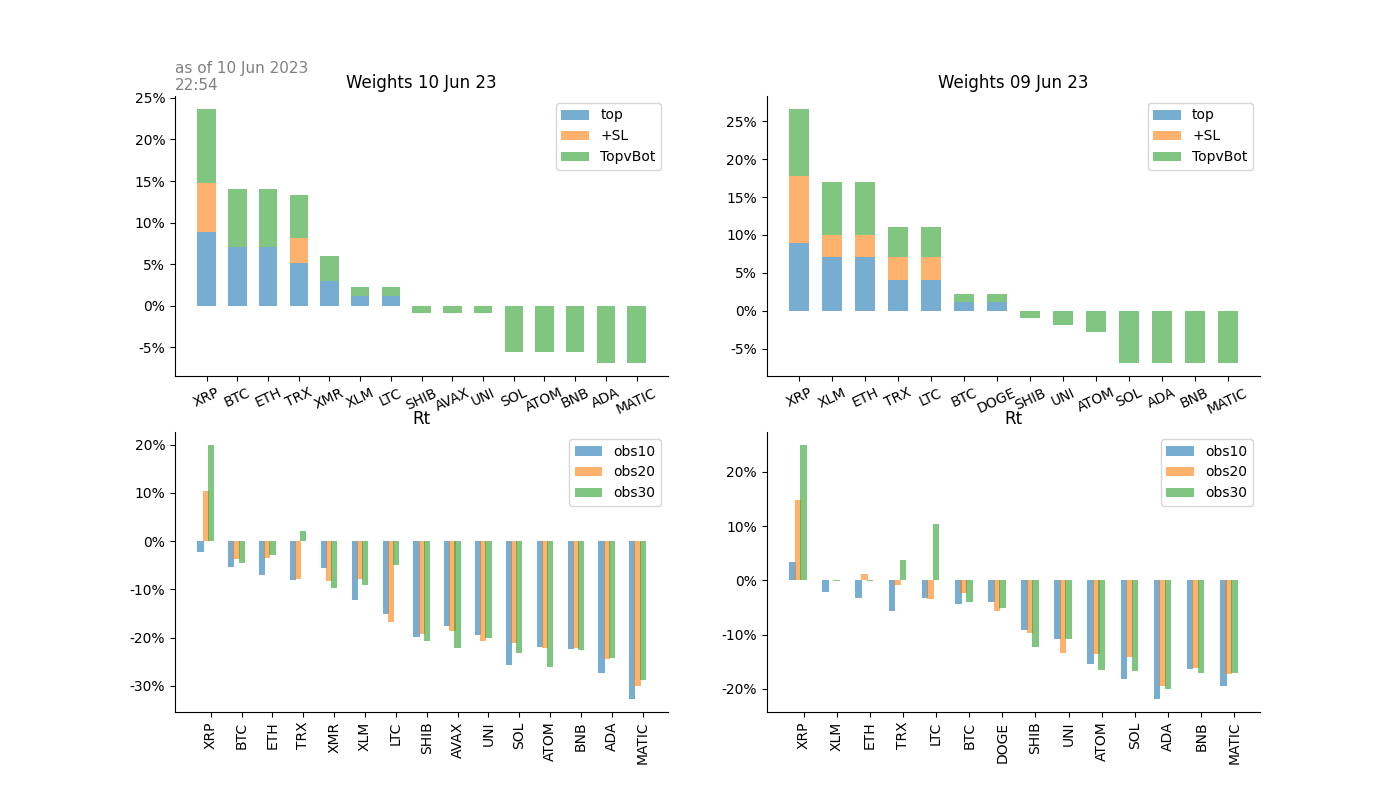 as of 10 Jun 2023
22:54
Weights 10 Jun 23
25%
20%
15%
10%
5%
0%
-5%
top
+SL
TopvBot
XRP BTC ETH TRX XMR XLM LTC SHIB AVAX UNI SOL ATOM BNB ADA MATIC
Weights 09 Jun 23
25%
20%
15%
10%
5%
0%
-5%
top
+SL
TopvBot
XRP XLM ETH TRX LTC BTC DOGE SHIB UNI ATOM SOL ADA BNB MATIC
Rt
20%
10%
0%
-10%
-20%
-30%
obs10
obs20
obs30
XRP BTC ETH TRX XMR XLM LTC SHIB AVAX UNI SOL ATOM BNB ADA MATIC
Rt
20%
10%
0%
-10%
-20%
obs10
obs20
obs30
XRP XLM ETH TRX LTC BTC DOGE SHIB UNI ATOM SOL ADA BNB MATIC